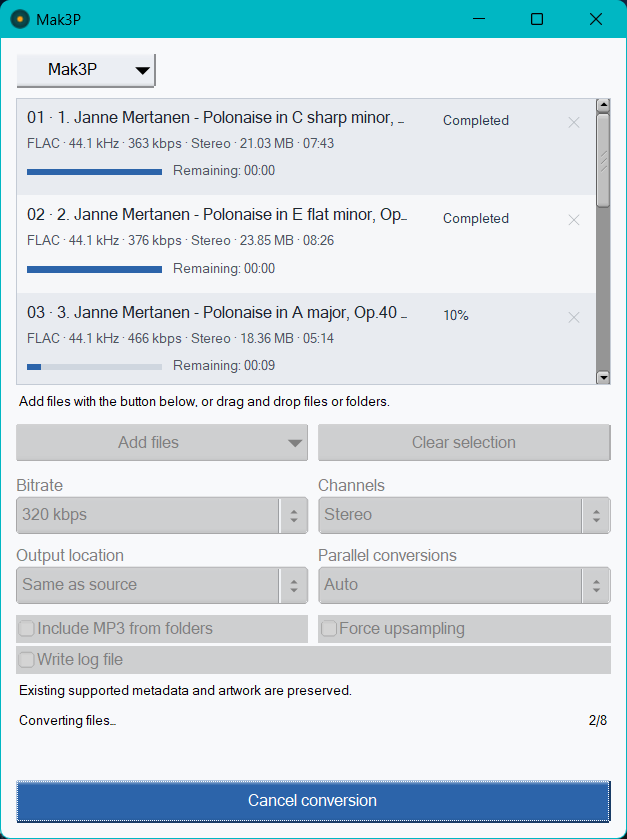 Mak3P
Mak3P
01 · 1. Janne Mertanen - Polonaise in C sharp minor, …
Completed
FLAC · 44.1 kHz · 363 kbps · Stereo · 21.03 MB · 07:43
Remaining: 00:00
02 · 2. Janne Mertanen - Polonaise in E flat minor, Op…
Completed
FLAC · 44.1 kHz · 376 kbps · Stereo · 23.85 MB · 08:26
Remaining: 00:00
03 · 3. Janne Mertanen - Polonaise in A major, Op.40 …
10%
FLAC · 44.1 kHz · 466 kbps · Stereo · 18.36 MB · 05:14
Remaining: 00:09
Add files with the button below, or drag and drop files or folders.
Add files
Clear selection
Bitrate
Channels
320 kbps
Stereo
Output location
Parallel conversions
Same as source
Auto
Include MP3 from folders
Force upsampling
Write log file
Existing supported metadata and artwork are preserved.
Converting files…
2/8
Cancel conversion